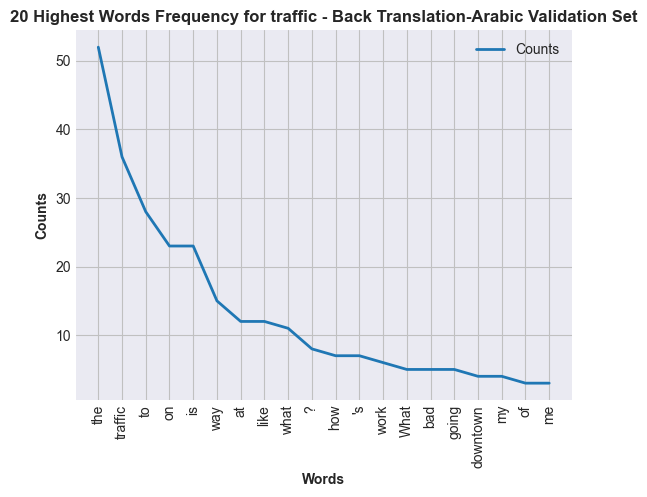 20 Highest Words Frequency for traffic - Back Translation-Arabic Validation Set
Counts
50
40
30
20
10
Counts
the
traffic
to
on
is
way
at
like
what
?
how
's
work
What
bad
going
downtown
my
of
me
Words